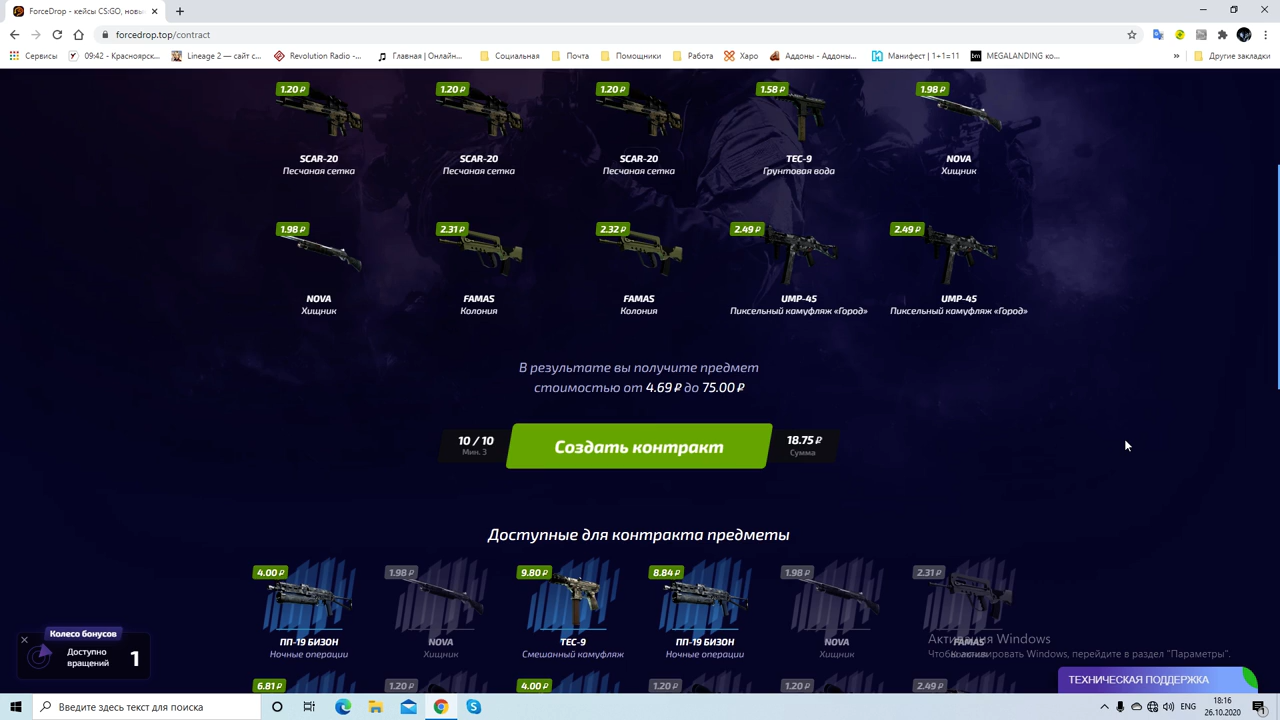 ForceDrop - кейсы CS:GO, новы
forcedrop.top/contract
Сервисы
09:42 - Красноярск...
Lineage 2 — сайт с...
Revolution Radio -...
Главная | Онлайн...
Социальная
Почта
Помощники
Работа
Харо
Аддоны - Аддоны...
Манифест | 1+1=11
bm
MEGALANDING ко...
»
Другие закладки
1.20 ₽
1.20 ₽
1.20 ₽
1.58 ₽
1.98 ₽
SCAR-20
SCAR-20
SCAR-20
TEC-9
NOVA
Песчаная сетка
Песчаная сетка
Песчаная сетка
Грунтовая вода
Хищник
1.98 ₽
2.31 ₽
2.32 ₽
2.49 ₽
2.49 ₽
NOVA
FAMAS
FAMAS
UMP-45
UMP-45
Хищник
Колония
Колония
Пиксельный камуфляж «Город»
Пиксельный камуфляж «Город»
В результате вы получите предмет
стоимостью от 4.69 ₽ до 75.00 ₽
10 / 10
Мин. 3
Создать контракт
18.75 ₽
Сумма
Доступные для контракта предметы
4.00 ₽
1.98 ₽
9.80 ₽
8.84 ₽
1.98 ₽
2.31 ₽
ПП-19 БИЗОН
NOVA
TEC-9
ПП-19 БИЗОН
NOVA
FAMAS
Ночные операции
Хищник
Смешанный камуфляж
Ночные операции
Хищник
Колония
Активация Windows
Чтобы активировать Windows, перейдите в раздел "Параметры".
Колесо бонусов
Доступно
вращений
1
6.81 ₽
1.20 ₽
4.00 ₽
1.20 ₽
1.20 ₽
2.49 ₽
ТЕХНИЧЕСКАЯ ПОДДЕРЖКА
Введите здесь текст для поиска
ENG
18:16
26.10.2020
1